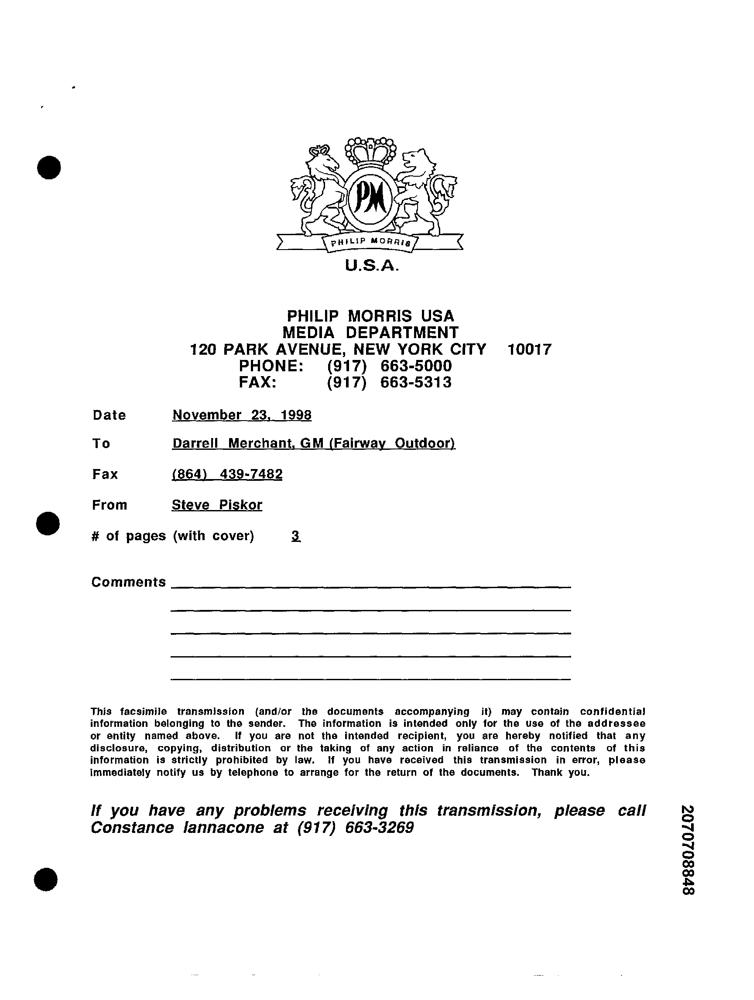 PM
PHILIP MORRIS
U.S.A.
PHILIP MORRIS USA
MEDIA DEPARTMENT
120 PARK AVENUE, NEW YORK CITY 10017
PHONE: (917) 663-5000
FAX: (917) 663-5313
Date November 23, 1998
To Darrell Merchant, GM (Fairway Outdoor)
Fax (864) 439-7482
From Steve Piskor
# of pages (with cover) 3
Comments
This facsimile transmission (and/or the documents accompanying it) may contain confidential
information belonging to the sender. The information is intended only for the use of the addressee
or entity named above. If you are not the intended recipient, you are hereby notified that any
disclosure, copying, distribution or the taking of any action in reliance of the contents of this
information is strictly prohibited by law. If you have received this transmission in error, please
immediately notify us by telephone to arrange for the return of the documents. Thank you.
If you have any problems receiving this transmission, please call
Constance Iannacone at (917) 663-3269
2070708848